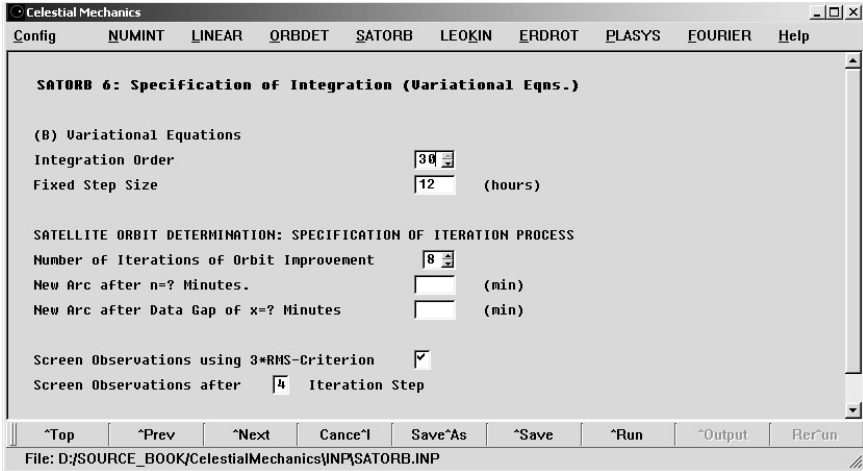 Celestial Mechanics
Config NUMINT LINEAR ORBDET SATORB LEOKIN ERDROT PLASYS FOURIER Help
SATORB 6: Specification of Integration (Variational Eqns.)
(B) Variational Equations
Integration Order 30
Fixed Step Size 12 (hours)
SATELLITE ORBIT DETERMINATION: SPECIFICATION OF ITERATION PROCESS
Number of Iterations of Orbit Improvement 8
New Arc after n=? Minutes. (min)
New Arc after Data Gap of x=? Minutes (min)
Screen Observations using 3*RMS-Criterion
Screen Observations after 4 Iteration Step
^Top ^Prev ^Next Cance^l Save^As ^Save ^Run ^Output Rer^un
File: D:/SOURCE_BOOK/CelestialMechanics\INP\SATORB.INP